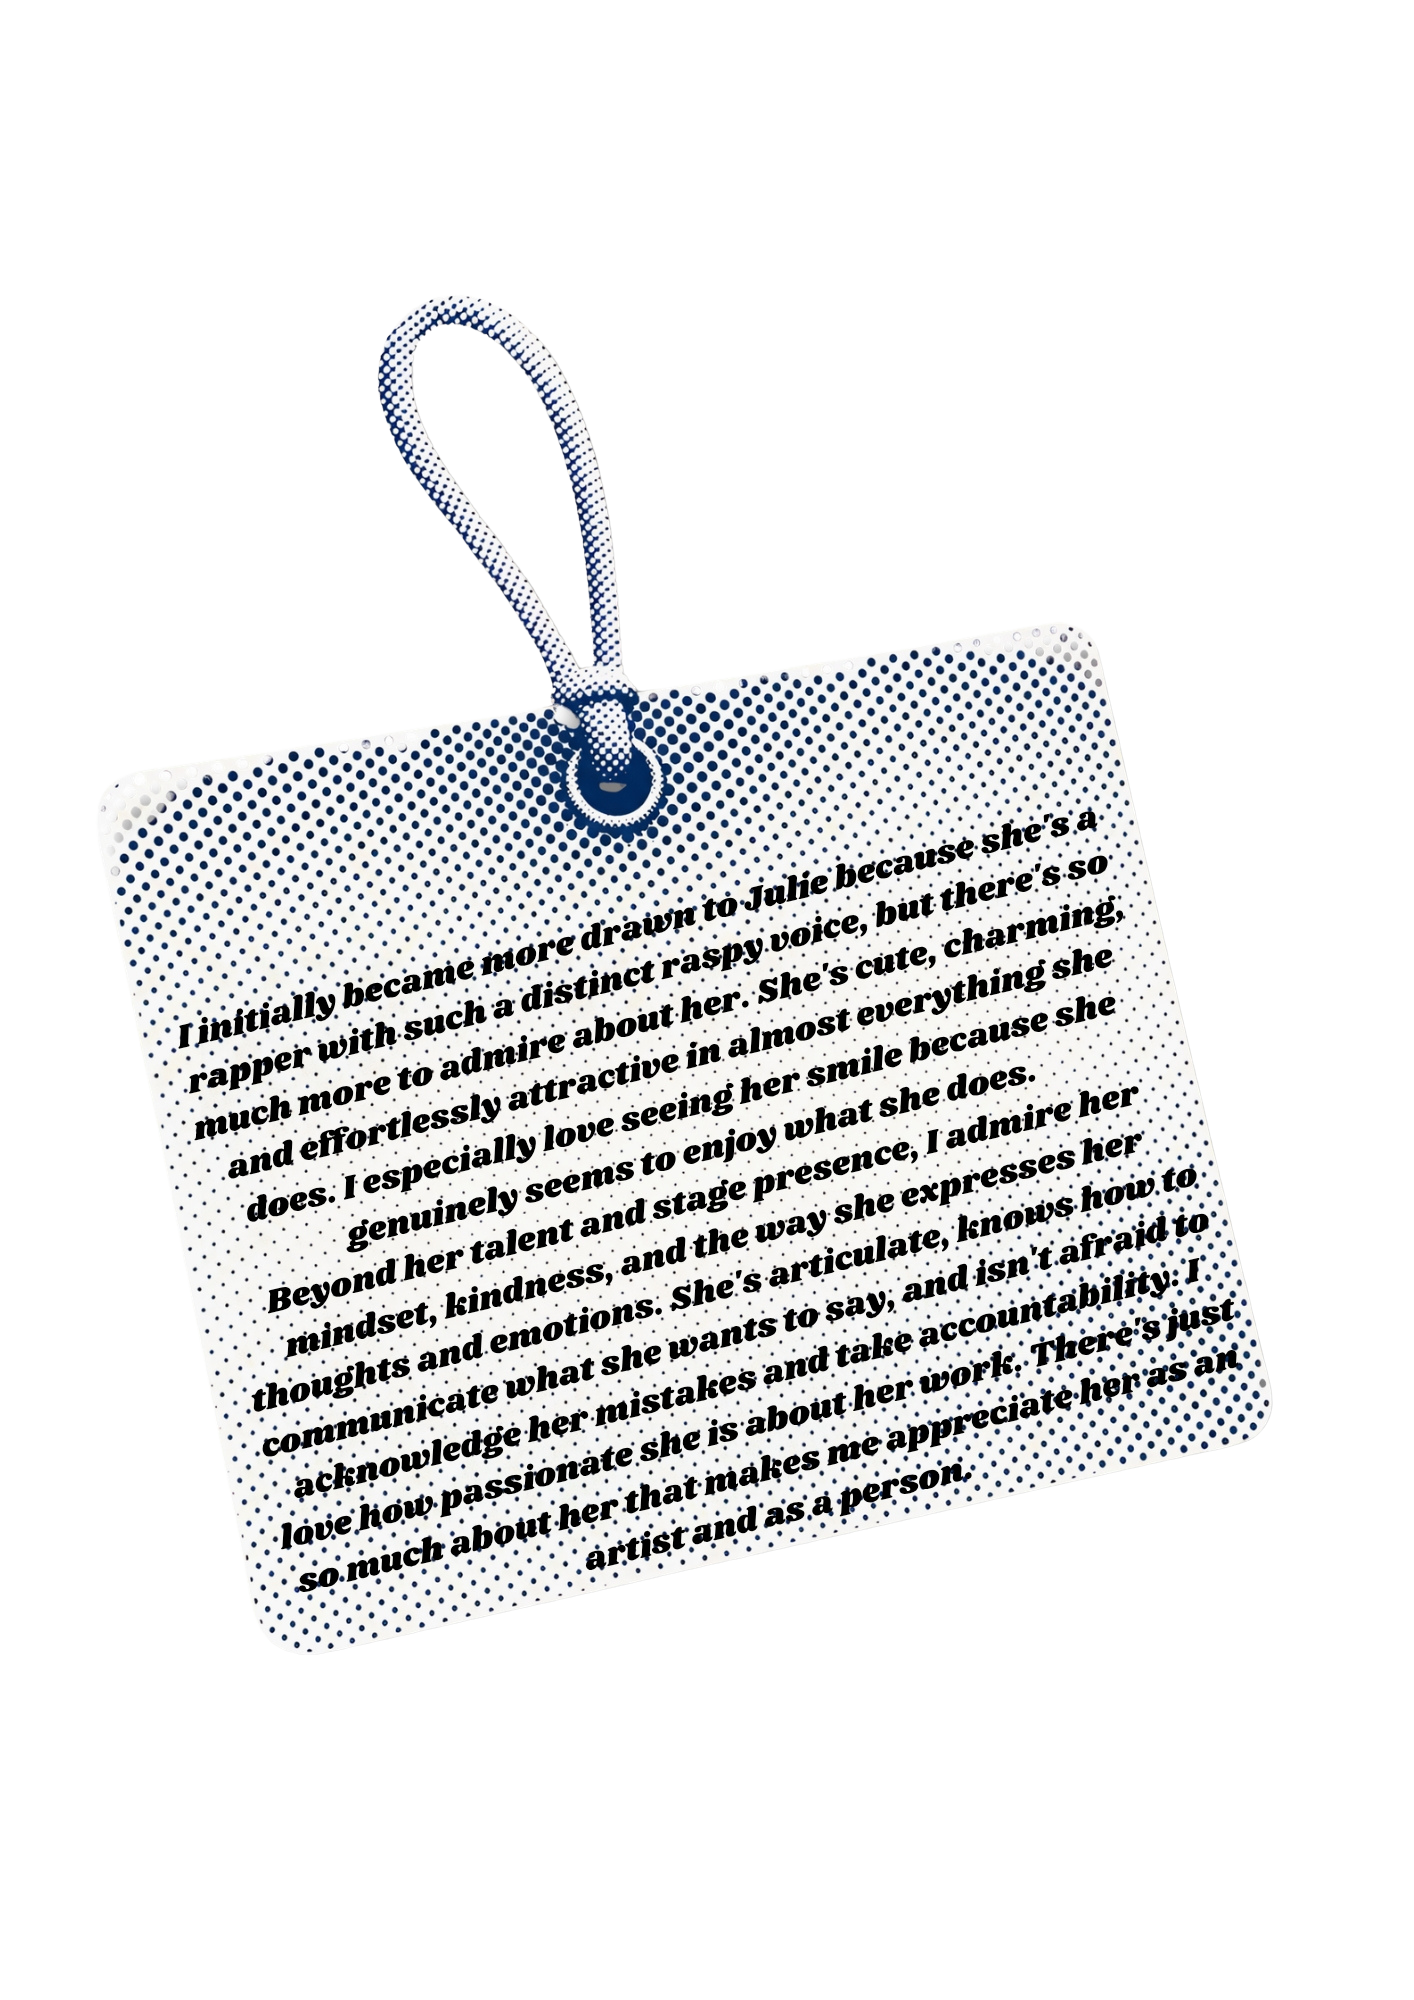 I initially became more drawn to Julie because she's a
rapper with such a distinct raspy voice, but there's so
much more to admire about her. She's cute, charming,
and effortlessly attractive in almost everything she
does. I especially love seeing her smile because she
genuinely seems to enjoy what she does.
Beyond her talent and stage presence, I admire her
mindset, kindness, and the way she expresses her
thoughts and emotions. She's articulate, knows how to
communicate what she wants to say, and isn't afraid to
acknowledge her mistakes and take accountability. I
love how passionate she is about her work. There's just
so much about her that makes me appreciate her as an
artist and as a person.